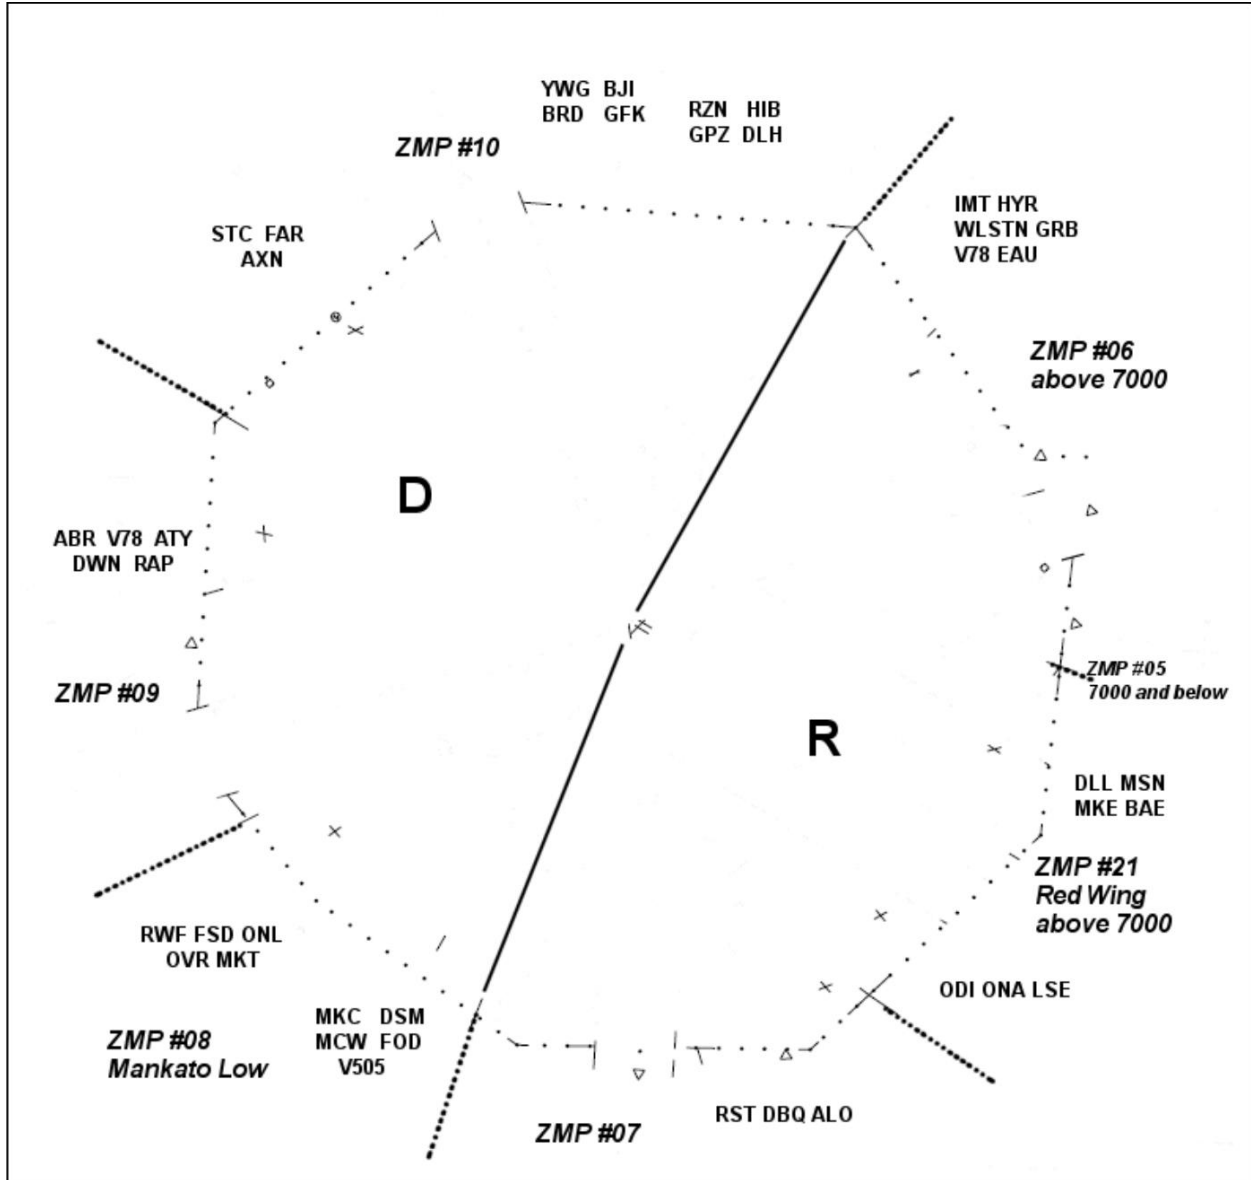 YWG BJI
BRD GFK
RZN HIB
GPZ DLH
ZMP #10
IMT HYR
WLSTN GRB
V78 EAU
STC FAR
AXN
ZMP #06
above 7000
D
ABR V78 ATY
DWN RAP
ZMP #09
ZMP #05
7000 and below
R
DLL MSN
MKE BAE
ZMP #21
Red Wing
above 7000
RWF FSD ONL
OVR MKT
ODI ONA LSE
ZMP #08
Mankato Low
MKC DSM
MCW FOD
V505
RST DBQ ALO
ZMP #07